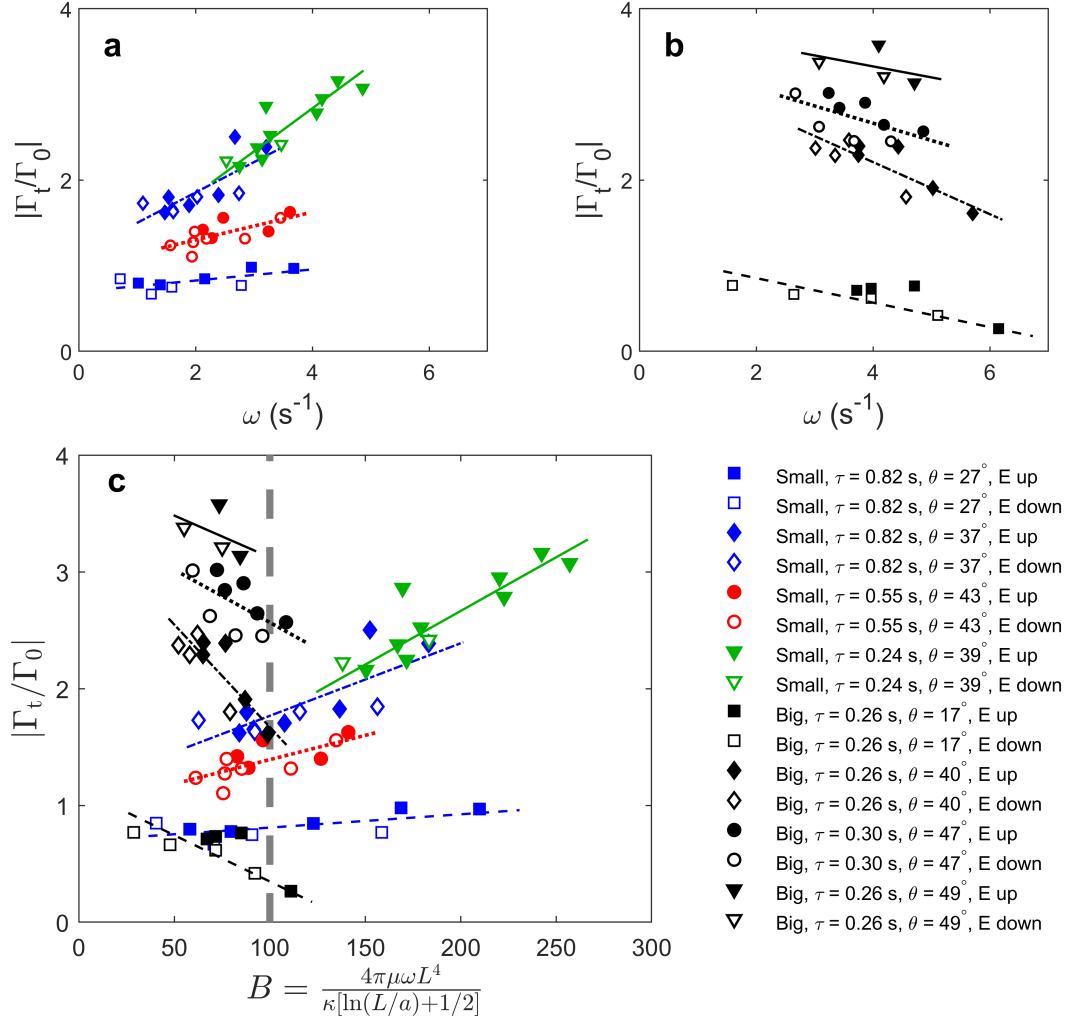 a
|Γt/Γ0|
4
2
0
0 2 4 6
ω (s-1)
b
|Γt/Γ0|
4
2
0
0 2 4 6
ω (s-1)
c
|Γt/Γ0|
4
3
2
1
0
0 50 100 150 200 250 300
B = 4πμωL^4 / κ[ln(L/a)+1/2]
Small, τ = 0.82 s, θ = 27°, E up
Small, τ = 0.82 s, θ = 27°, E down
Small, τ = 0.82 s, θ = 37°, E up
Small, τ = 0.82 s, θ = 37°, E down
Small, τ = 0.55 s, θ = 43°, E up
Small, τ = 0.55 s, θ = 43°, E down
Small, τ = 0.24 s, θ = 39°, E up
Small, τ = 0.24 s, θ = 39°, E down
Big, τ = 0.26 s, θ = 17°, E up
Big, τ = 0.26 s, θ = 17°, E down
Big, τ = 0.26 s, θ = 40°, E up
Big, τ = 0.26 s, θ = 40°, E down
Big, τ = 0.30 s, θ = 47°, E up
Big, τ = 0.30 s, θ = 47°, E down
Big, τ = 0.26 s, θ = 49°, E up
Big, τ = 0.26 s, θ = 49°, E down